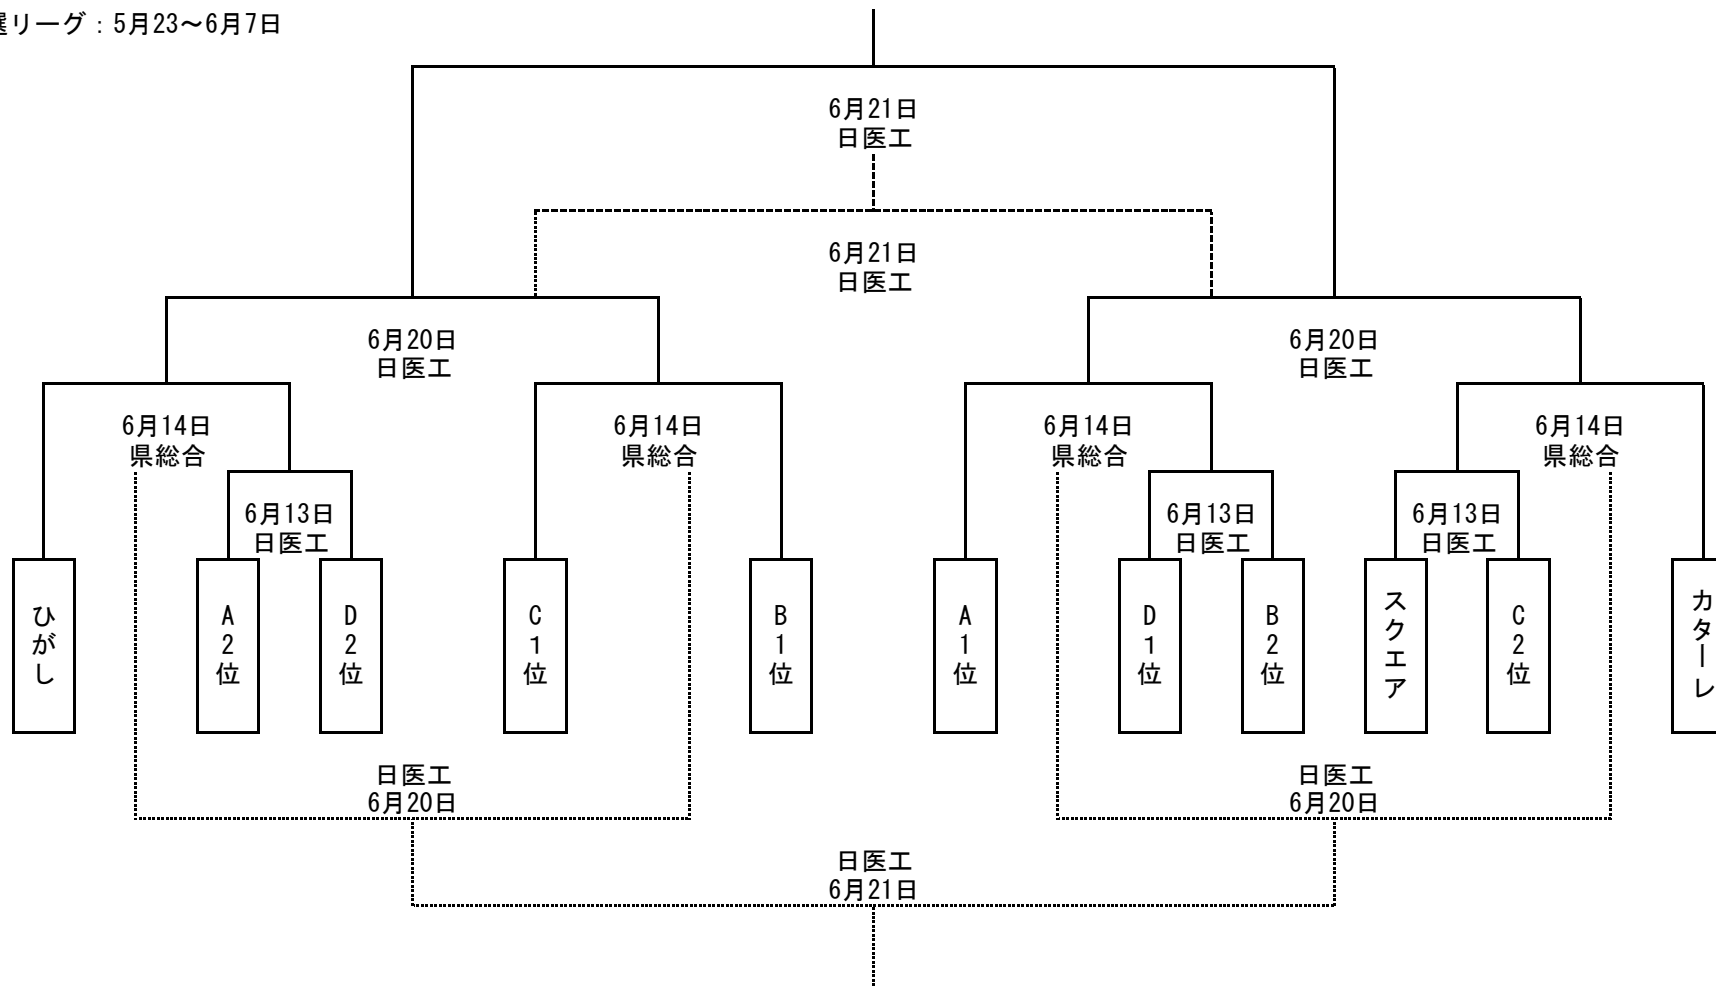 選リーグ：5月23～6月7日
6月21日
日医工
6月21日
日医工
6月20日
日医工
6月20日
日医工
6月14日
県総合
6月14日
県総合
6月14日
県総合
6月14日
県総合
6月13日
日医工
6月13日
日医工
6月13日
日医工
ひがし
A2位
D2位
C1位
B1位
A1位
D1位
B2位
スクエア
C2位
カターレ
日医工
6月20日
日医工
6月20日
日医工
6月21日